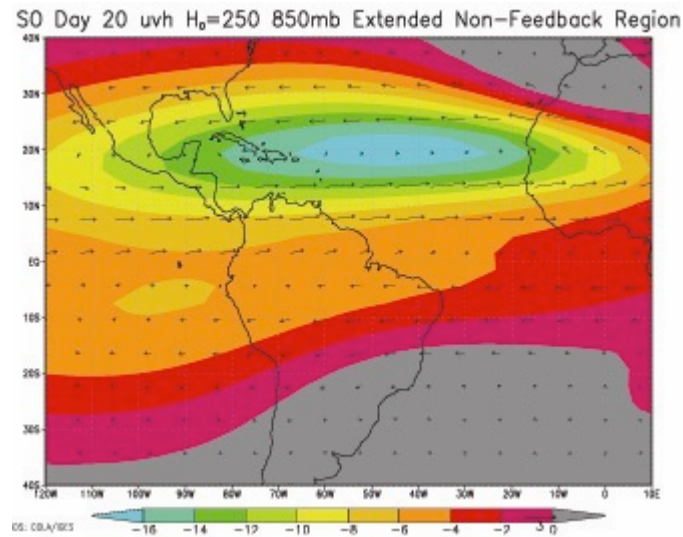 SO Day 20 uvh H₀=250 850mb Extended Non-Feedback Region
40N
30N
20N
10N
EQ
10S
20S
30S
40S
120W 110W 100W 90W 80W 70W 60W 50W 40W 30W 20W 10W 0 10E
-16 -14 -12 -10 -8 -6 -4 -2 0